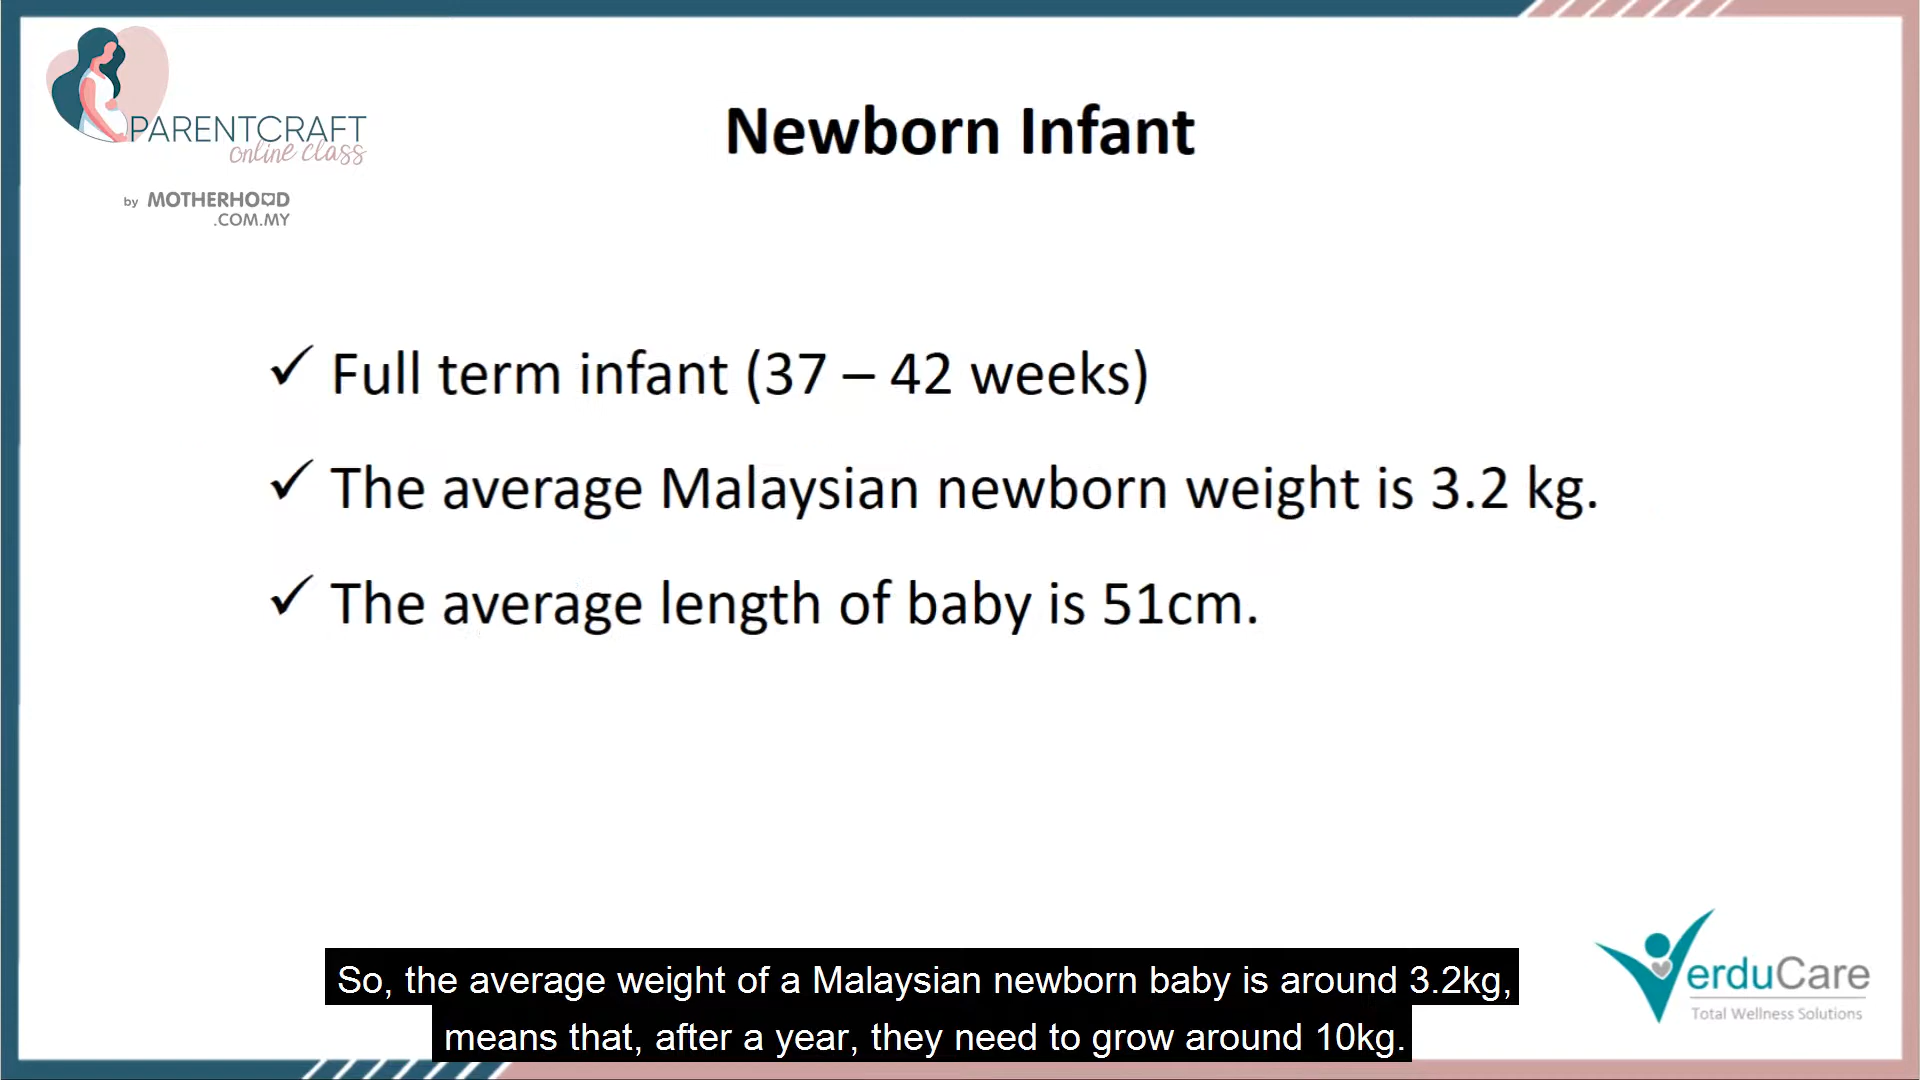 PARENTCRAFT
online class
by MOTHERHOOD
.COM.MY
Newborn Infant
✓ Full term infant (37 – 42 weeks)
✓ The average Malaysian newborn weight is 3.2 kg.
✓ The average length of baby is 51cm.
So, the average weight of a Malaysian newborn baby is around 3.2kg,
means that, after a year, they need to grow around 10kg.
VerduCare
Total Wellness Solutions